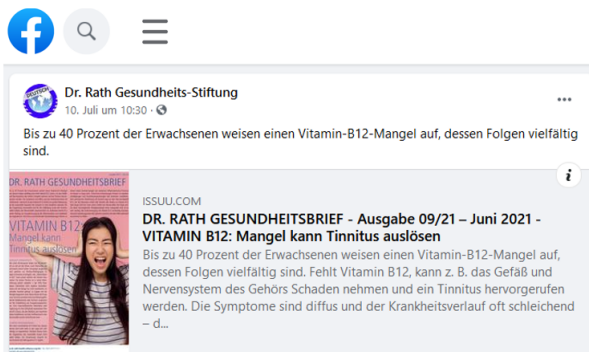 Dr. Rath Gesundheits-Stiftung
10. Juli um 10:30 ·
Bis zu 40 Prozent der Erwachsenen weisen einen Vitamin-B12-Mangel auf, dessen Folgen vielfältig
sind.
DEUTSCH
DR. RATH GESUNDHEITSBRIEF
VITAMIN B12:
Mangel kann
Tinnitus auslösen
ISSUU.COM
DR. RATH GESUNDHEITSBRIEF - Ausgabe 09/21 – Juni 2021 -
VITAMIN B12: Mangel kann Tinnitus auslösen
Bis zu 40 Prozent der Erwachsenen weisen einen Vitamin-B12-Mangel auf,
dessen Folgen vielfältig sind. Fehlt Vitamin B12, kann z. B. das Gefäß und
Nervensystem des Gehörs Schaden nehmen und ein Tinnitus hervorgerufen
werden. Die Symptome sind diffus und der Krankheitsverlauf oft schleichend
– d...